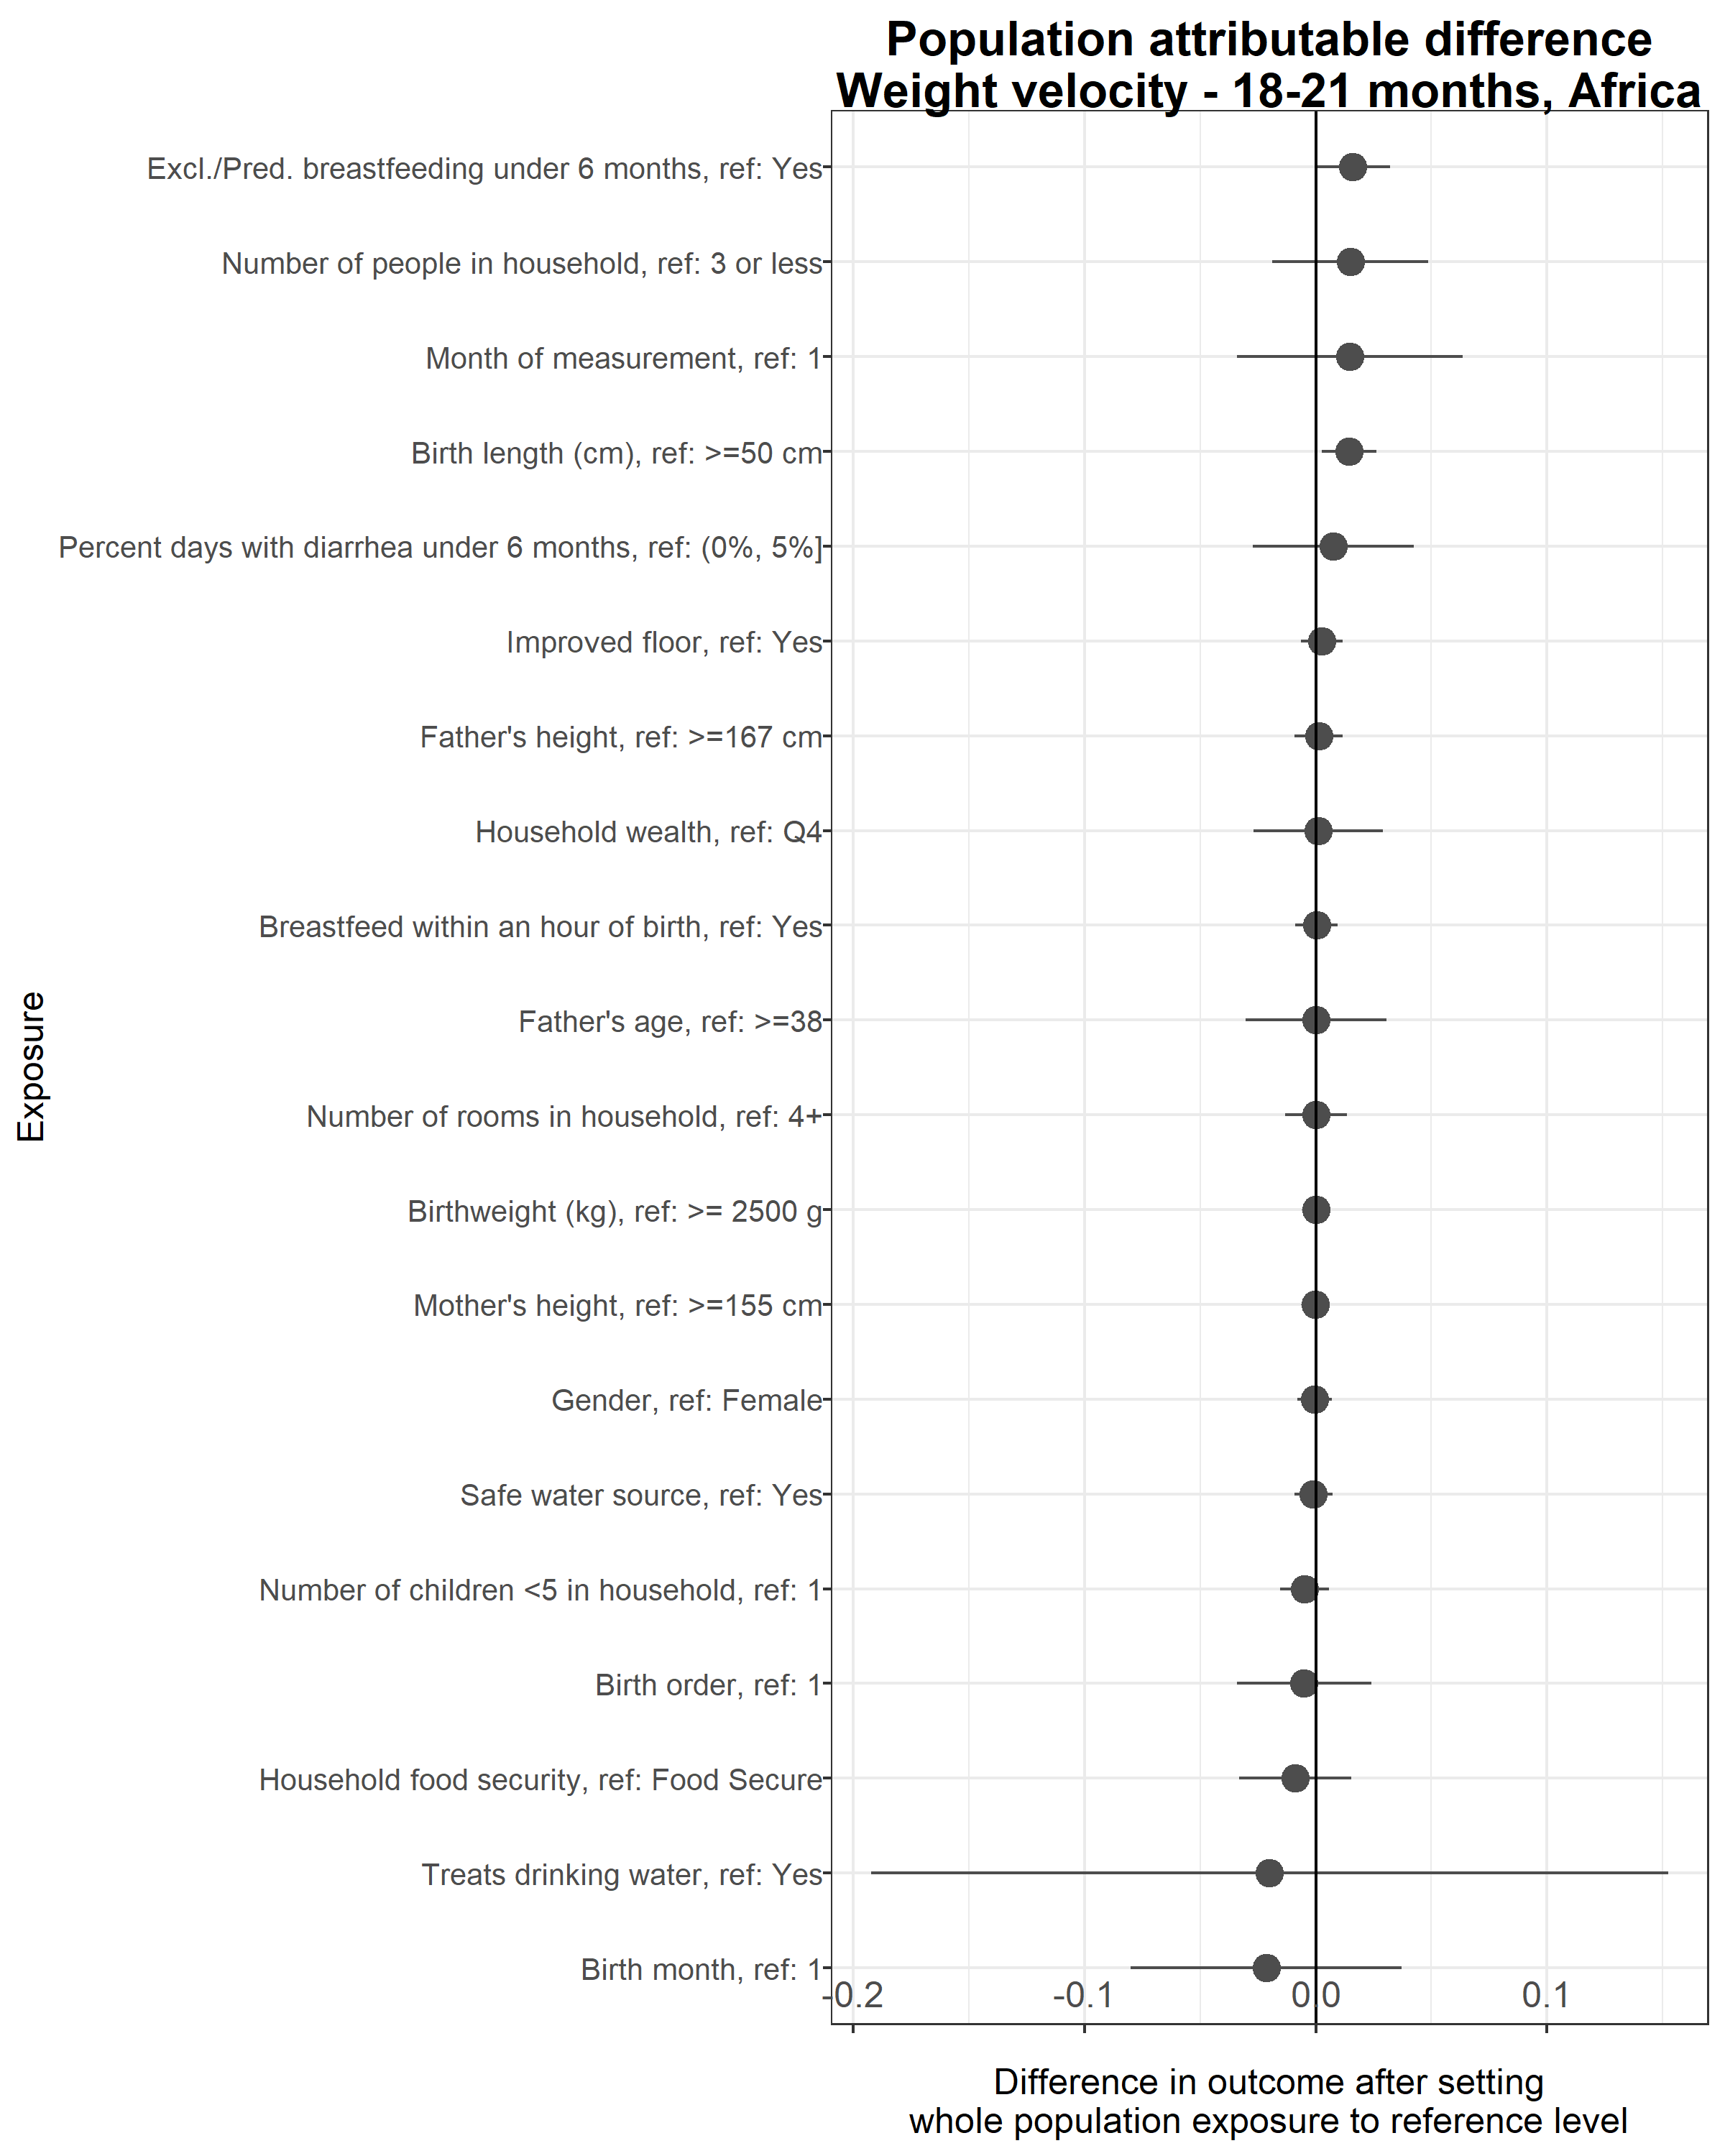 Population attributable difference
Weight velocity - 18-21 months, Africa
Excl./Pred. breastfeeding under 6 months, ref: Yes
Number of people in household, ref: 3 or less
Month of measurement, ref: 1
Birth length (cm), ref: >=50 cm
Percent days with diarrhea under 6 months, ref: (0%, 5%]
Improved floor, ref: Yes
Father's height, ref: >=167 cm
Household wealth, ref: Q4
Breastfeed within an hour of birth, ref: Yes
Father's age, ref: >=38
Number of rooms in household, ref: 4+
Birthweight (kg), ref: >= 2500 g
Mother's height, ref: >=155 cm
Gender, ref: Female
Safe water source, ref: Yes
Number of children <5 in household, ref: 1
Birth order, ref: 1
Household food security, ref: Food Secure
Treats drinking water, ref: Yes
Birth month, ref: 1
Exposure
-0.2 -0.1 0.0 0.1
Difference in outcome after setting
whole population exposure to reference level